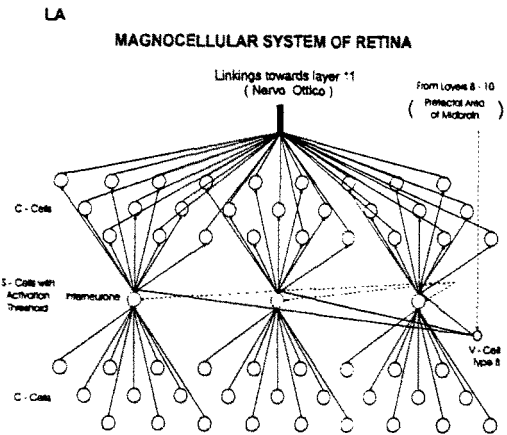 LA
MAGNOCELLULAR SYSTEM OF RETINA
Linkings towards layer 11
( Nervo Ottico )
From Layers 8 - 10
( Pretectal Area
of Midbrain )
C - Cells
S - Cells with
Activation
Threshold
Interneurone
V - Cell
Type 8
C - Cells